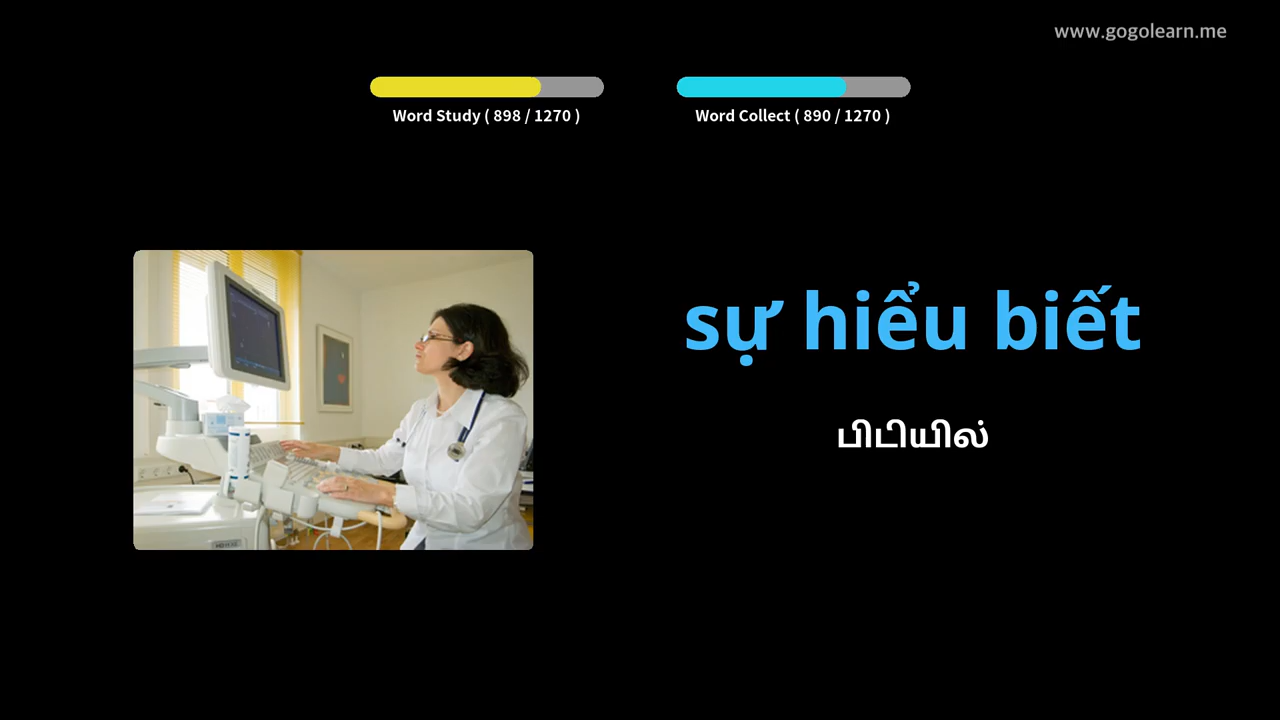 www.gogolearn.me
Word Study ( 898 / 1270 )
Word Collect ( 890 / 1270 )
sự hiểu biết
பிடியில்